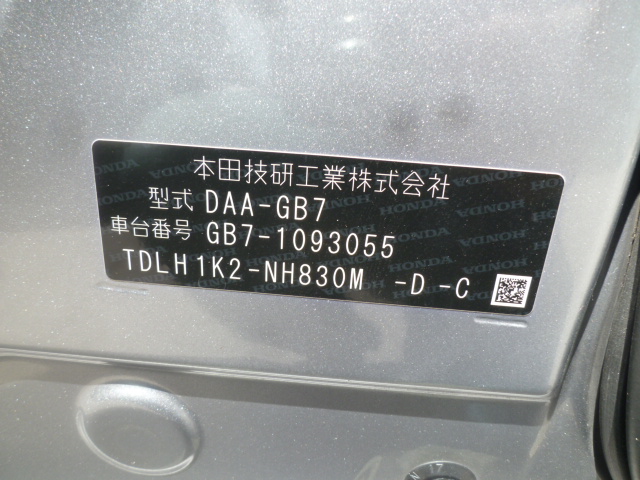 本田技研工業株式会社
型式 DAA-GB7
車台番号 GB7-1093055
TDLH1K2-NH830M -D -C
17